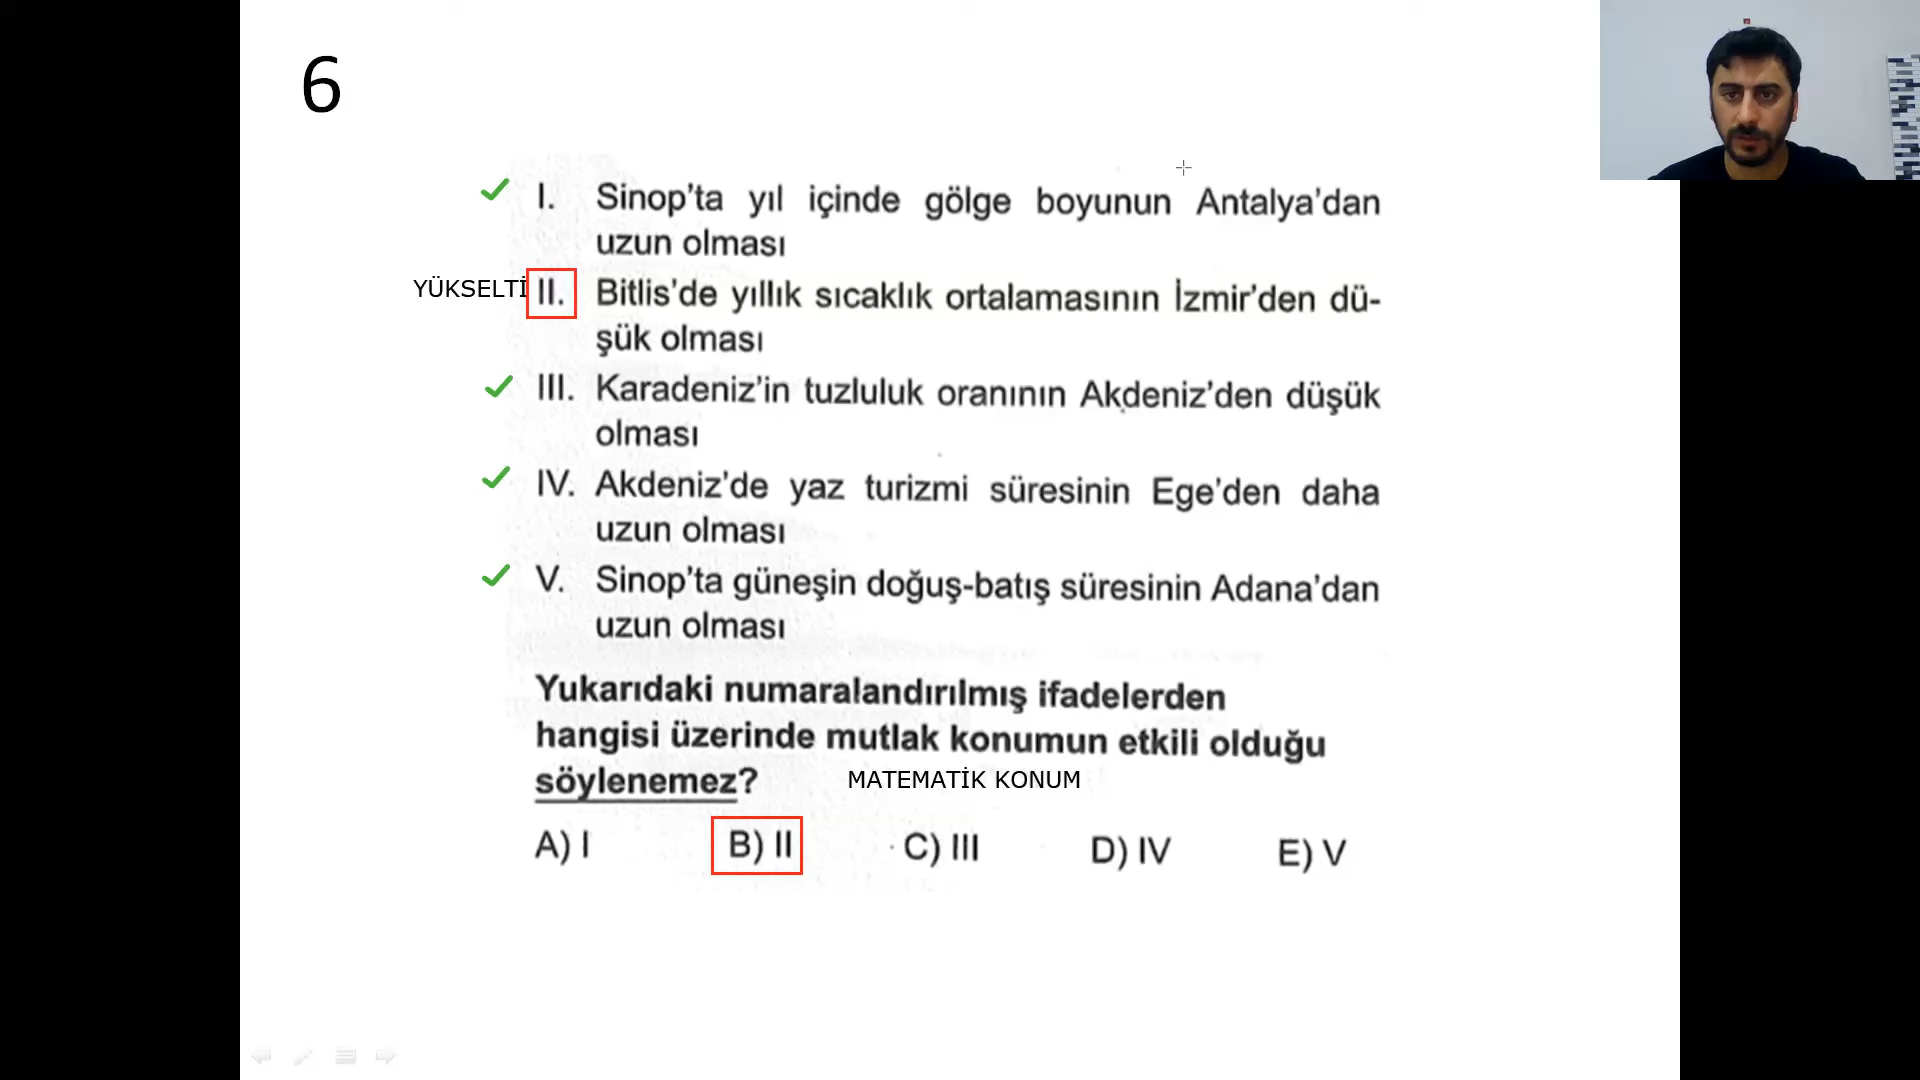 6
I. Sinop'ta yıl içinde gölge boyunun Antalya'dan
uzun olması
YÜKSELTİ II. Bitlis'de yıllık sıcaklık ortalamasının İzmir'den dü-
şük olması
III. Karadeniz'in tuzluluk oranının Akdeniz'den düşük
olması
IV. Akdeniz'de yaz turizmi süresinin Ege'den daha
uzun olması
V. Sinop'ta güneşin doğuş-batış süresinin Adana'dan
uzun olması
Yukarıdaki numaralandırılmış ifadelerden
hangisi üzerinde mutlak konumun etkili olduğu
söylenemez? MATEMATİK KONUM
A) I B) II C) III D) IV E) V